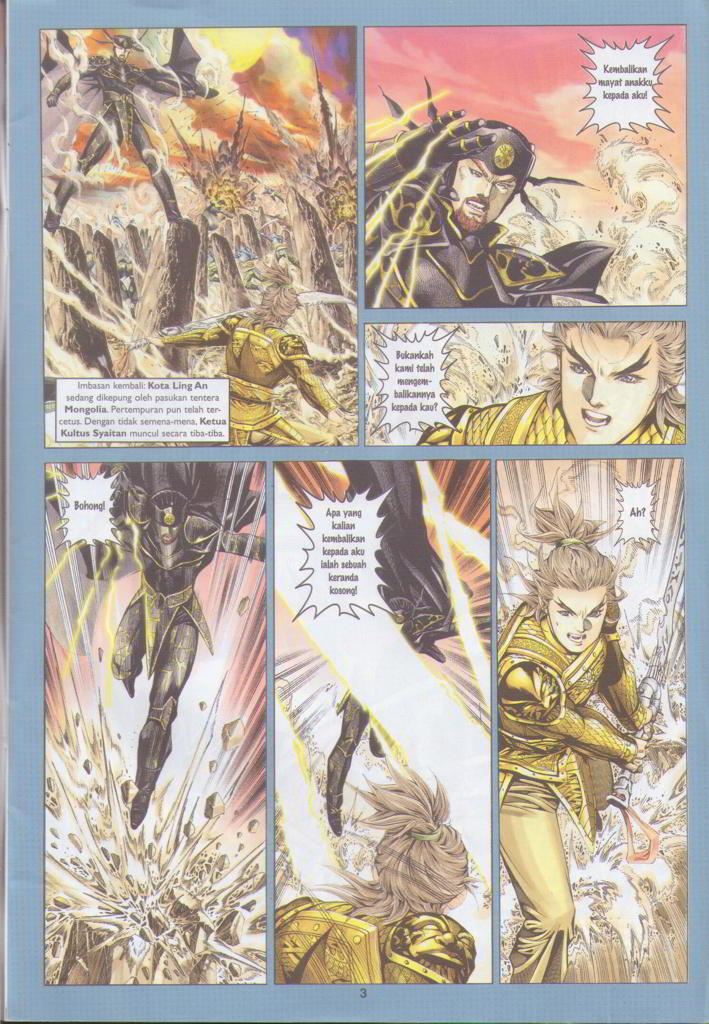 Imbasan kembali: Kota Ling An
sedang dikepung oleh pasukan tentera
Mongolia. Pertempuran pun telah ter-
cetus. Dengan tidak semena-mena, Ketua
Kultus Syaitan muncul secara tiba-tiba.
Kembalikan
mayat anakku
kepada aku!
Bukankah
kami telah
mengem-
balikannya
kepada kau?
Bohong!
Apa yang
kalian
kembalikan
kepada aku
ialah sebuah
keranda
kosong!
Ah?
3